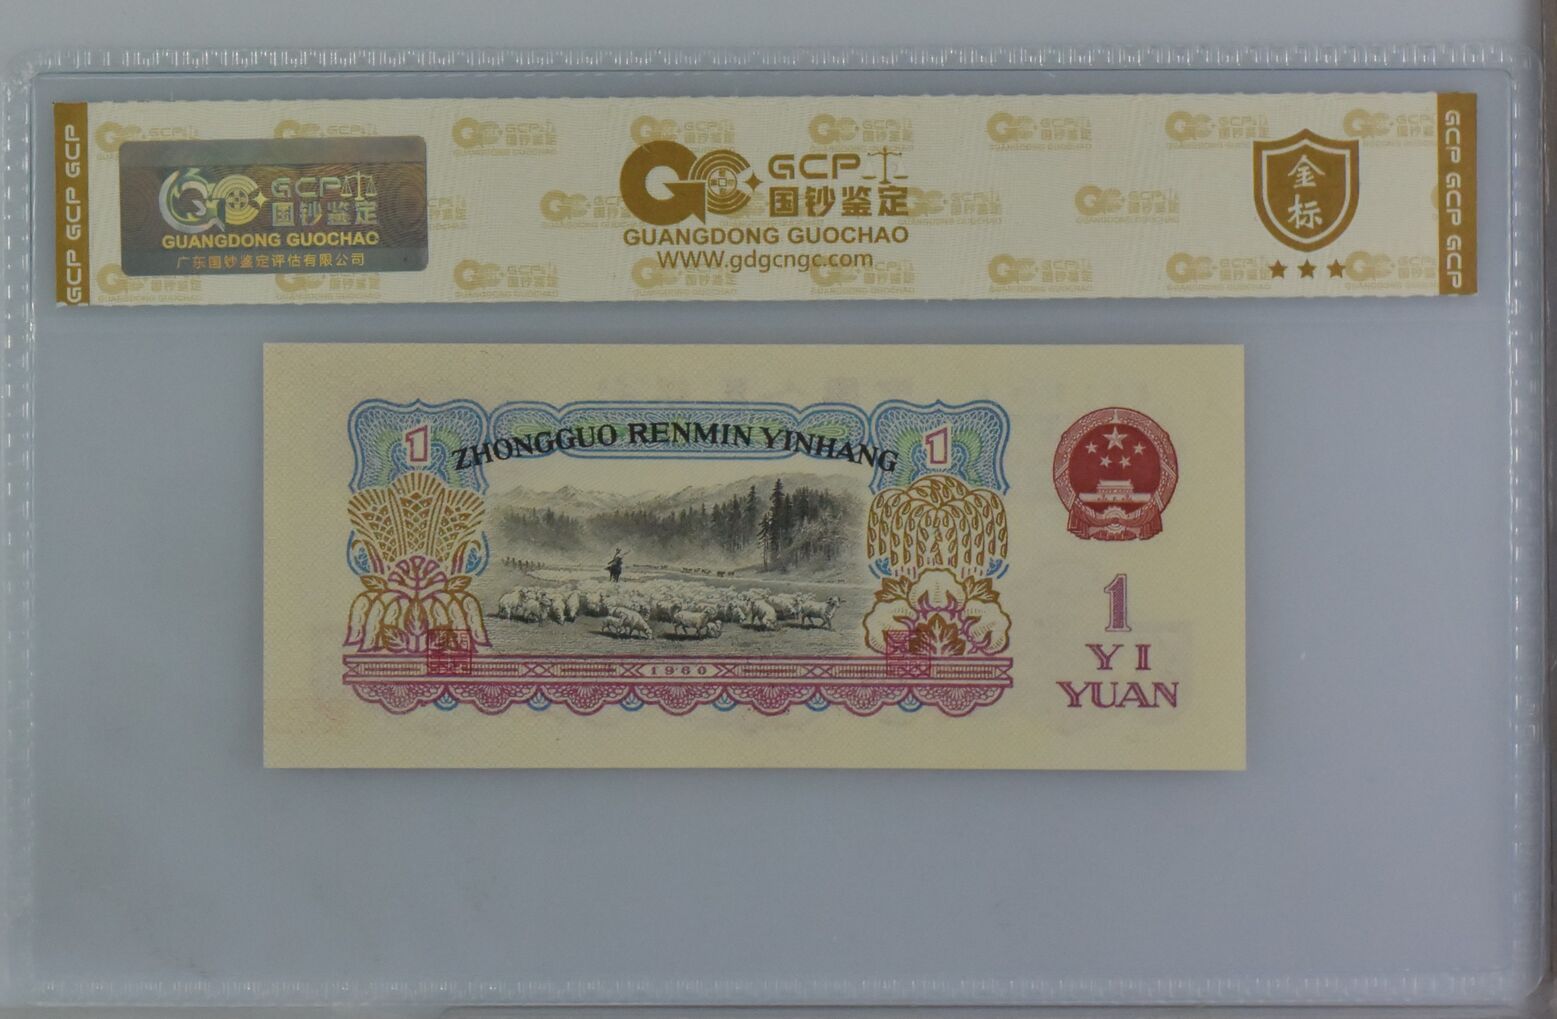 GCP GCP GCP
GCP
国钞鉴定
GUANGDONG GUOCHAO
广东国钞鉴定评估有限公司
GCP
国钞鉴定
GUANGDONG GUOCHAO
WWW.gdgcngc.com
金
标
GCP GCP GCP
1
ZHONGGUO RENMIN YINHANG
1
1960
1
YI
YUAN